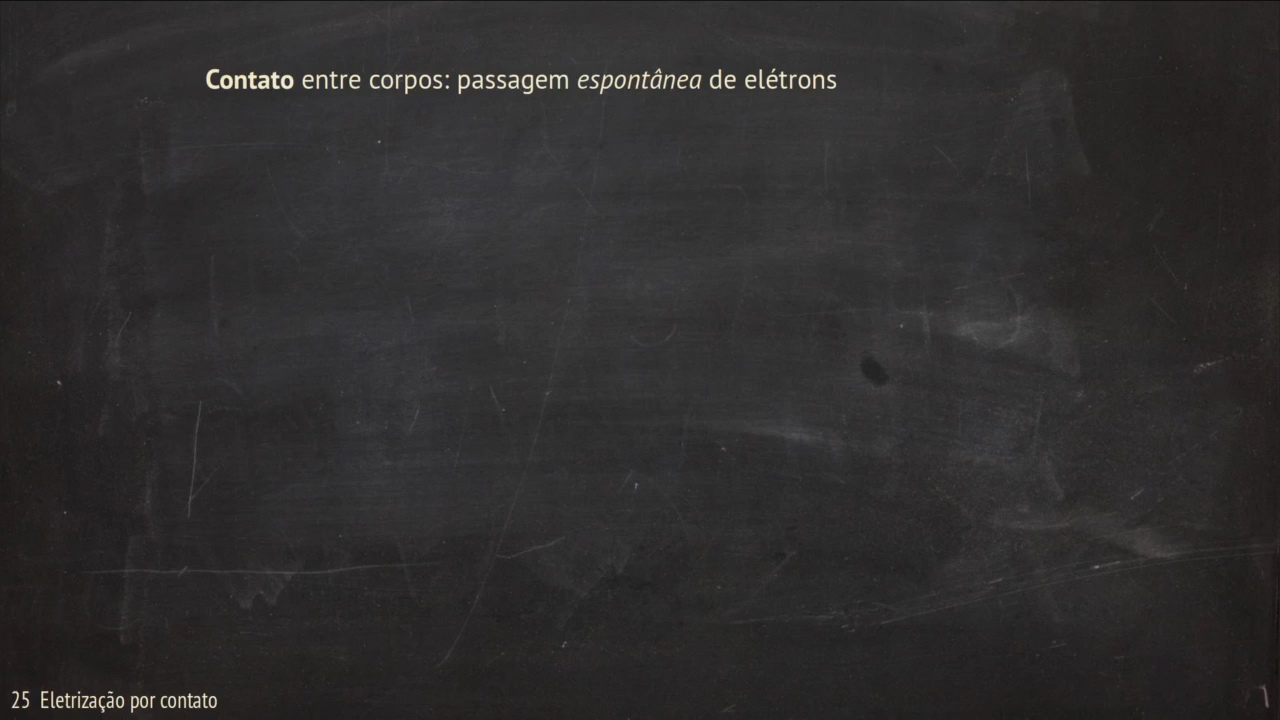 Contato entre corpos: passagem espontânea de elétrons
25 Eletrização por contato